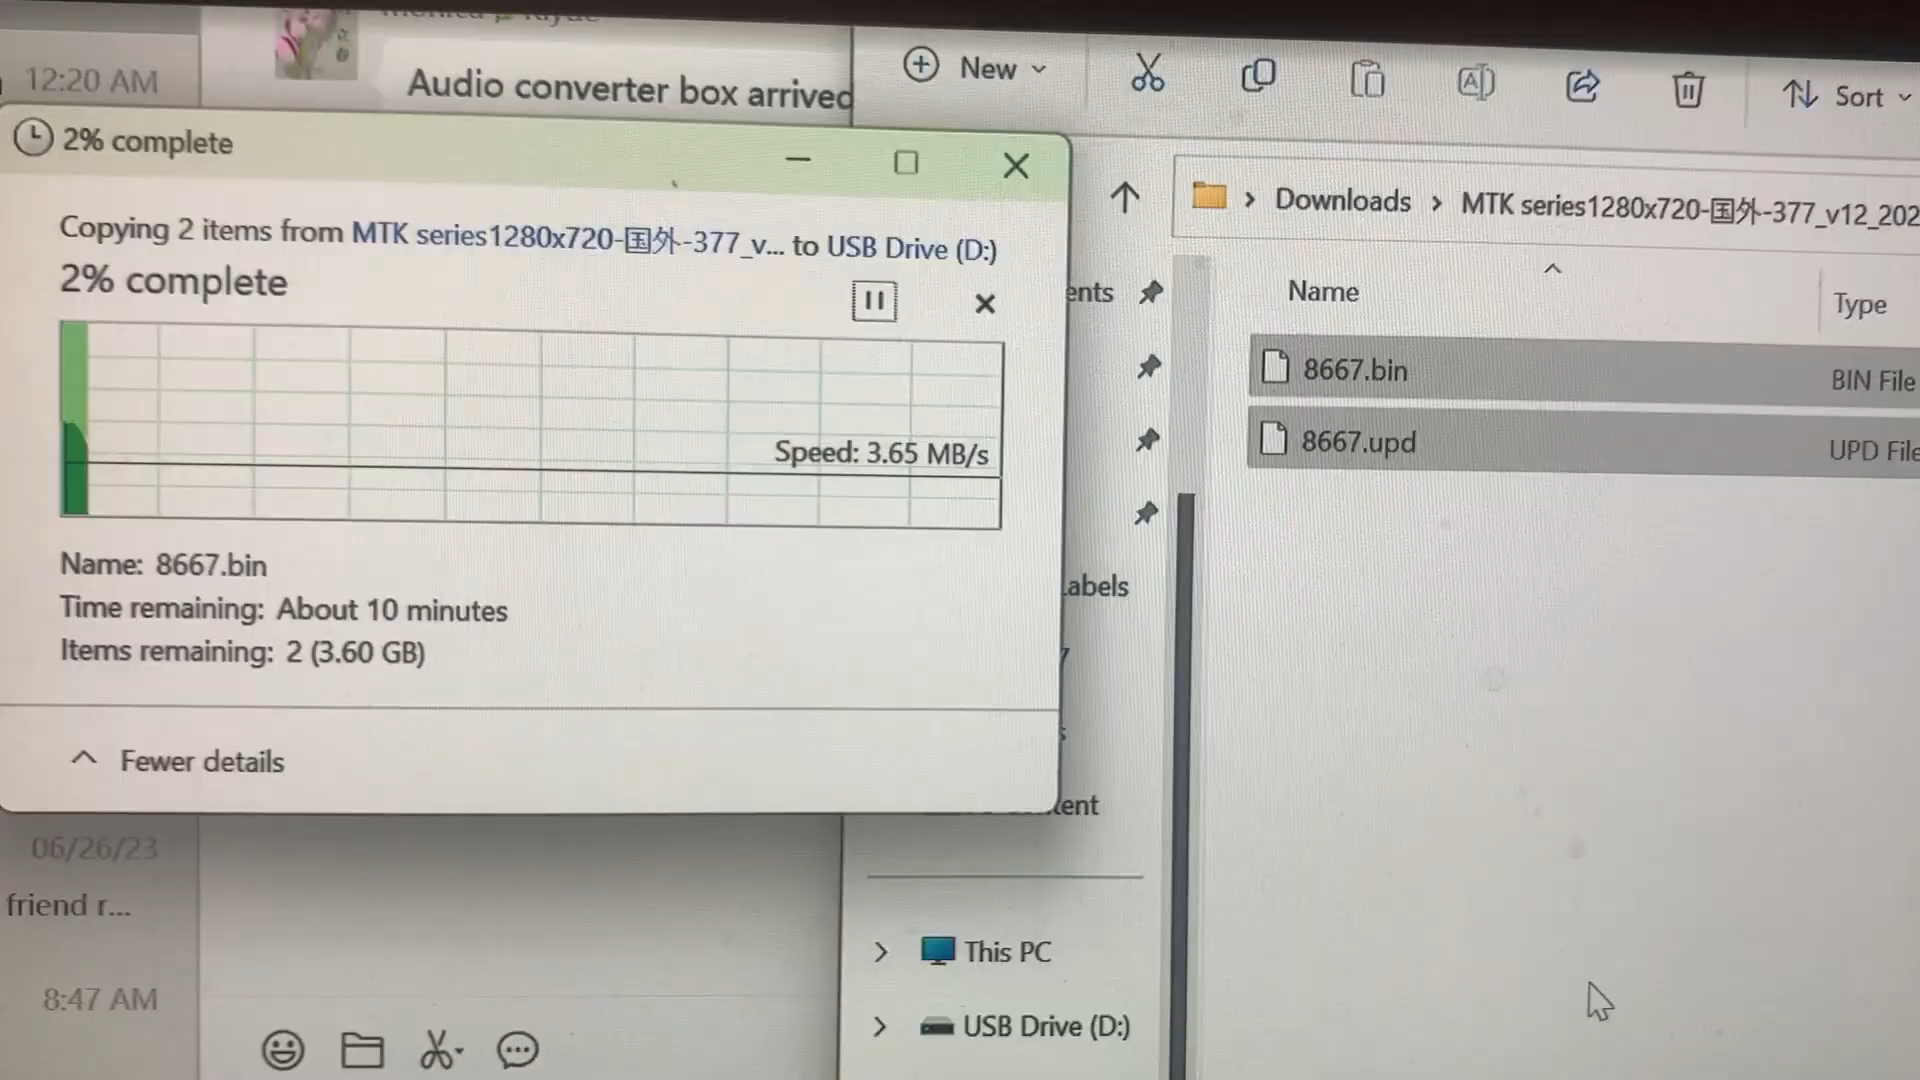 12:20 AM
Audio converter box arrived
New
Sort
2% complete
Copying 2 items from MTK series1280x720-国外-377_v... to USB Drive (D:)
2% complete
Speed: 3.65 MB/s
Name: 8667.bin
Time remaining: About 10 minutes
Items remaining: 2 (3.60 GB)
Fewer details
Downloads
MTK series1280x720-国外-377_v12_202
Name
Type
8667.bin
BIN File
8667.upd
UPD File
ents
abels
tent
This PC
USB Drive (D:)
06/26/23
friend r...
8:47 AM